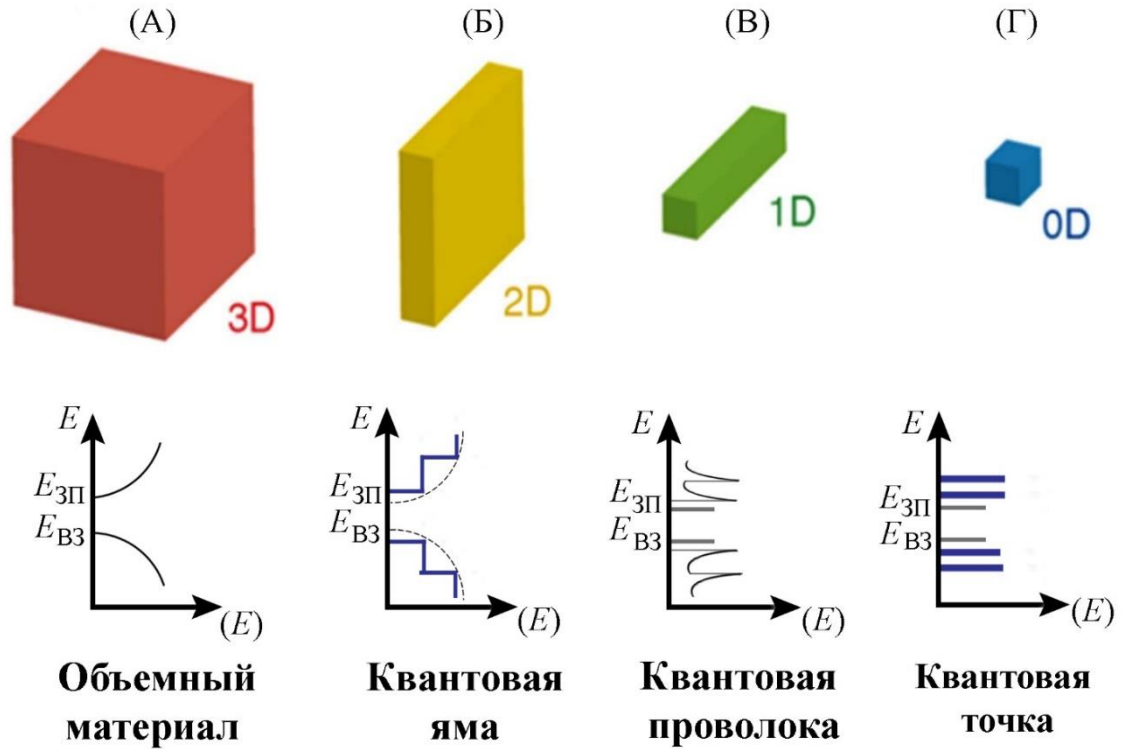 (А)
(Б)
(В)
(Г)
3D
2D
1D
0D
E
E
E
E
EЗП
EЗП
EЗП
EЗП
EВЗ
EВЗ
EВЗ
EВЗ
(E)
(E)
(E)
(E)
Объемный
материал
Квантовая
яма
Квантовая
проволока
Квантовая
точка